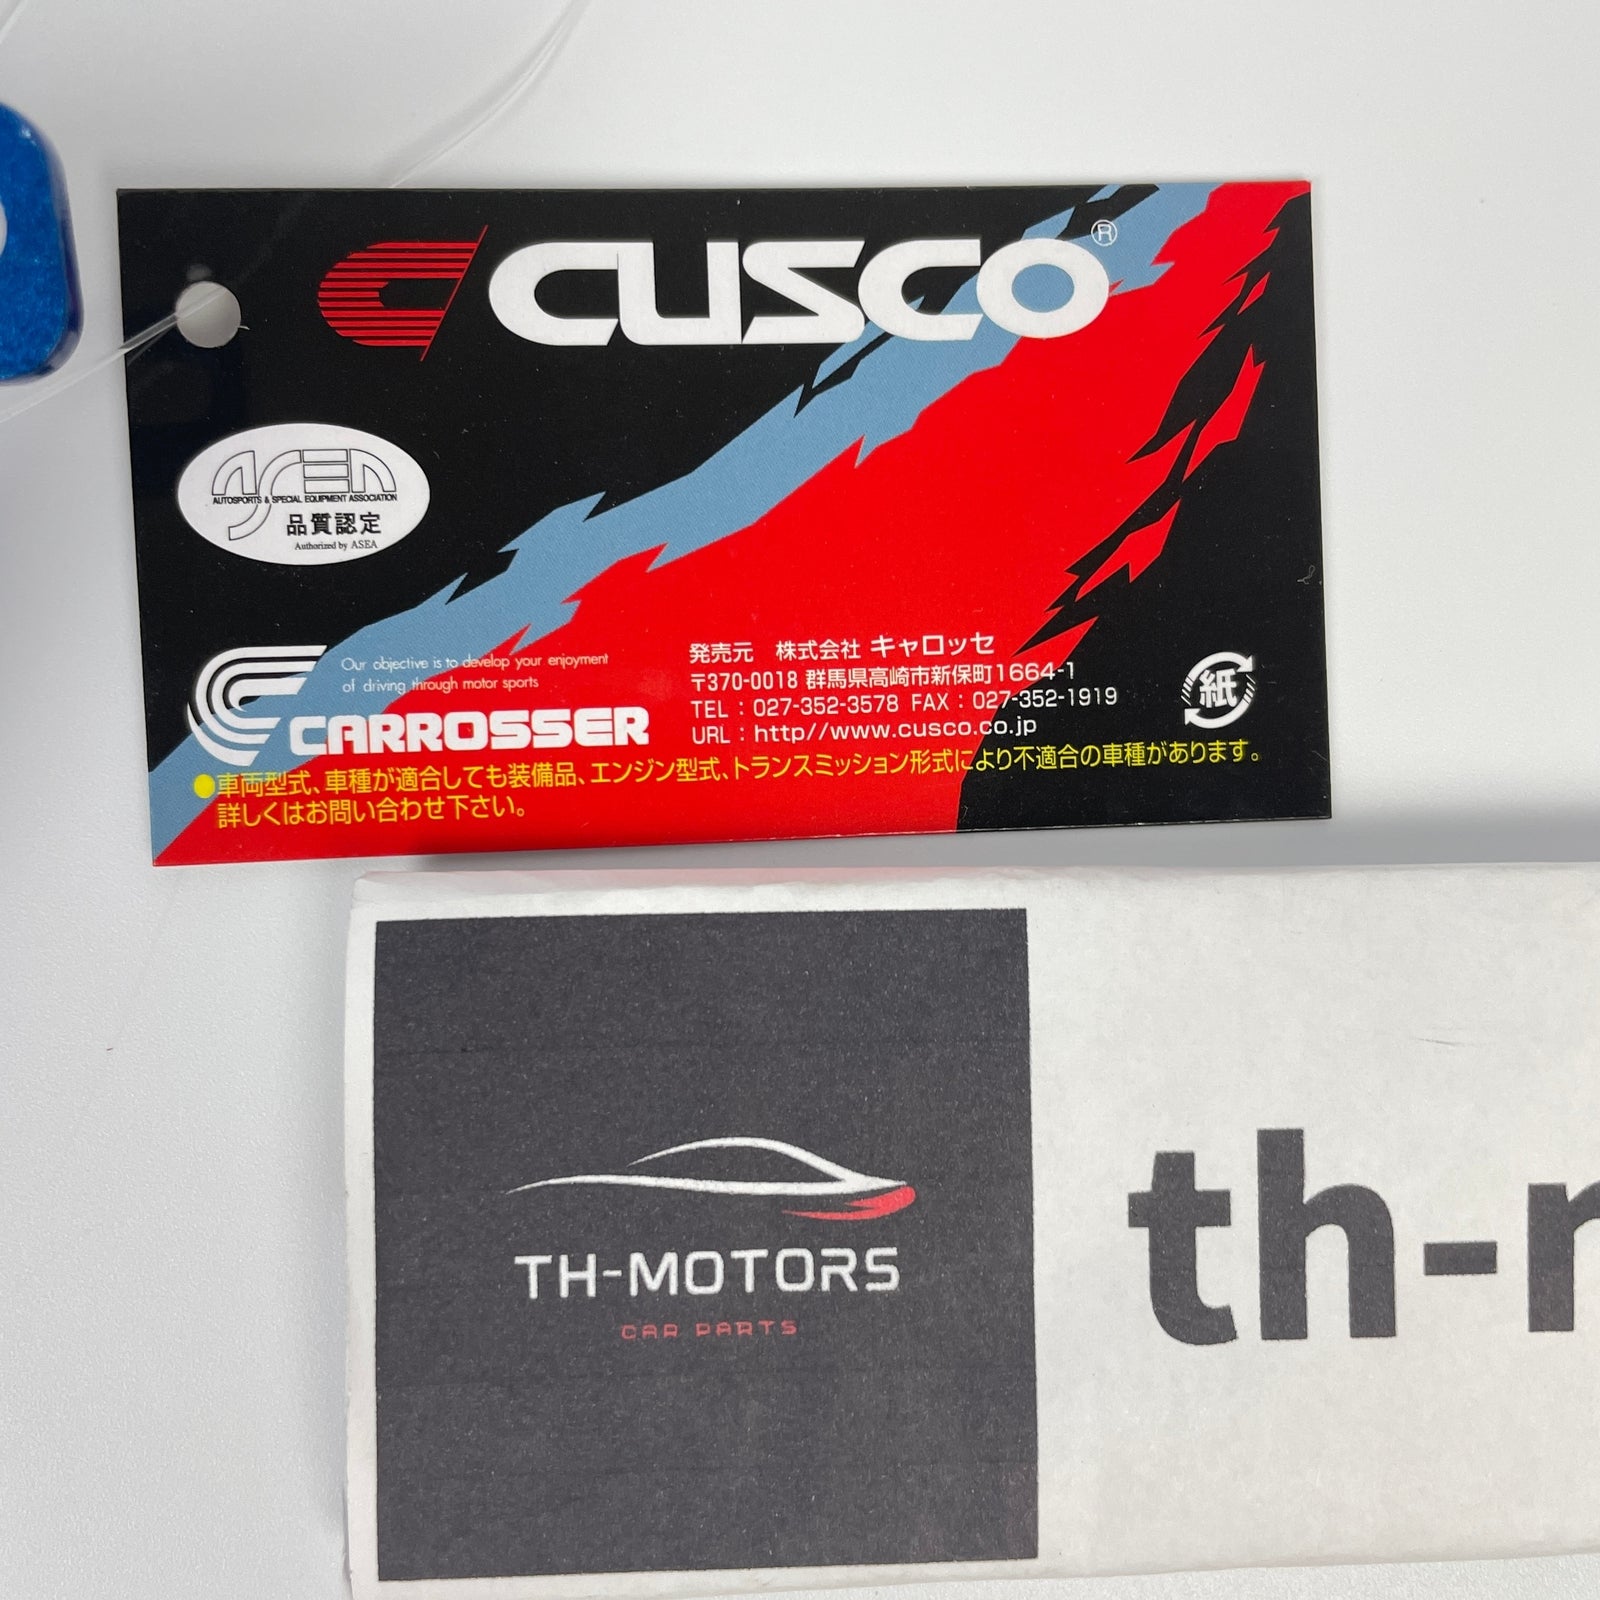 CUSCO®
ASEA
AUTOSPORTS & SPECIAL EQUIPMENT ASSOCIATION
品質認定
Authorized by ASEA
Our objective is to develop your enjoyment
of driving through motor sports
CARROSSER
発売元 株式会社 キャロッセ
〒370-0018 群馬県高崎市新保町1664-1
TEL : 027-352-3578 FAX : 027-352-1919
URL : http//www.cusco.co.jp
紙
●車両型式、車種が適合しても装備品、エンジン型式、トランスミッション形式により不適合の車種があります。
詳しくはお問い合わせ下さい。
TH-MOTORS
CAR PARTS
th-